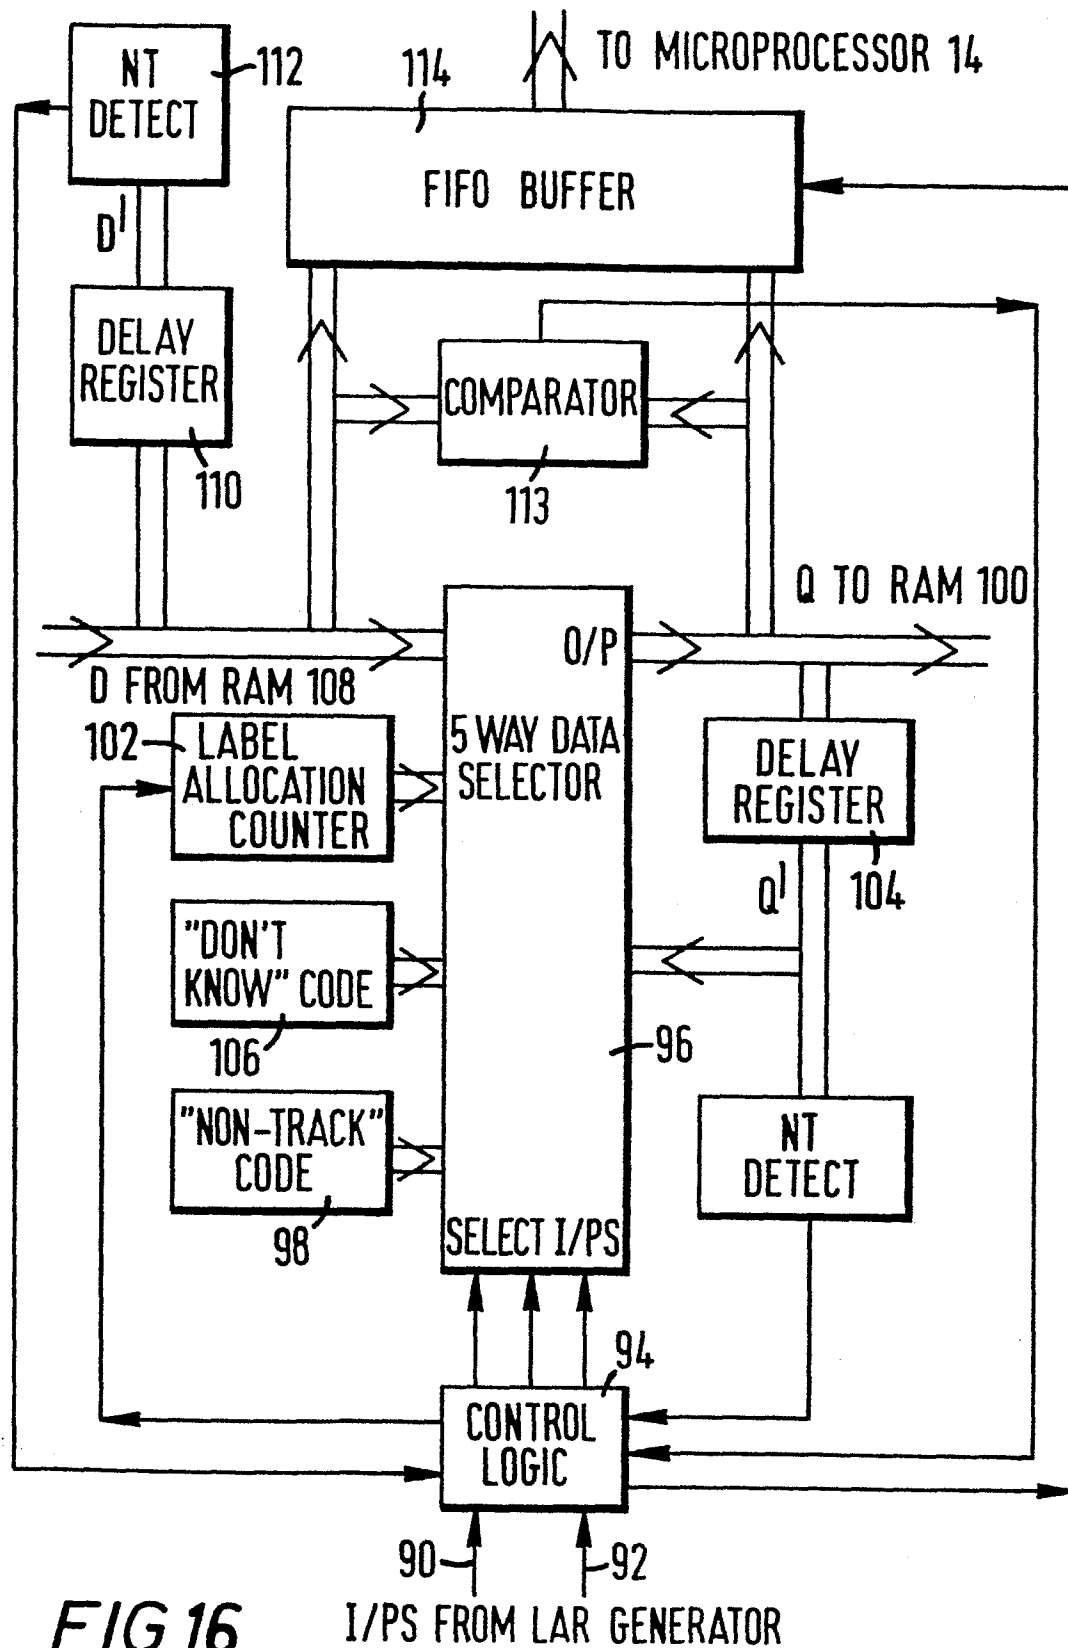 NT
DETECT
112
114
TO MICROPROCESSOR 14
FIFO BUFFER
D'
DELAY
REGISTER
110
COMPARATOR
113
Q TO RAM 100
O/P
D FROM RAM 108
102
LABEL
ALLOCATION
COUNTER
5 WAY DATA
SELECTOR
DELAY
REGISTER
104
Q'
"DON'T
KNOW" CODE
106
96
"NON-TRACK"
CODE
98
NT
DETECT
SELECT I/PS
94
CONTROL
LOGIC
90
92
I/PS FROM LAR GENERATOR
FIG 16